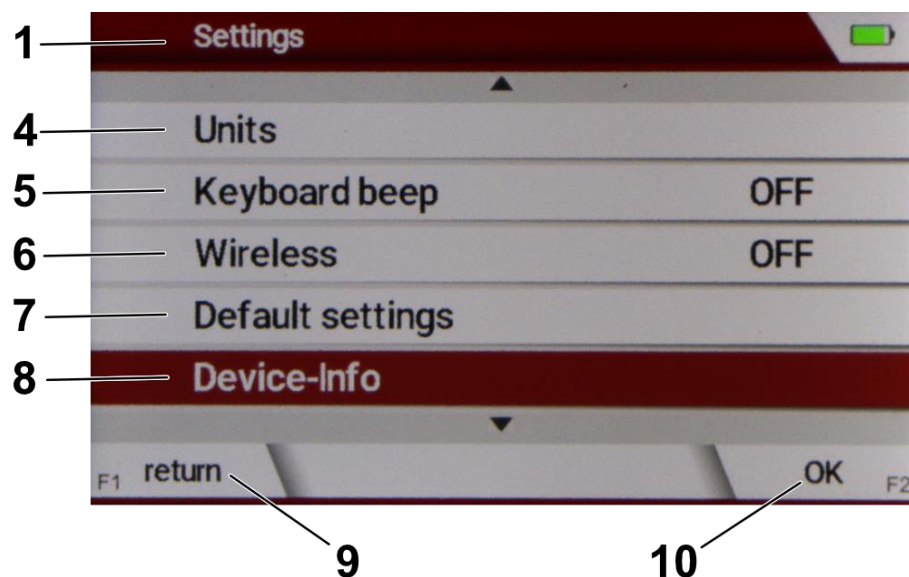 1 Settings
4 Units
5 Keyboard beep OFF
6 Wireless OFF
7 Default settings
8 Device-Info
F1 return OK F2
9 10